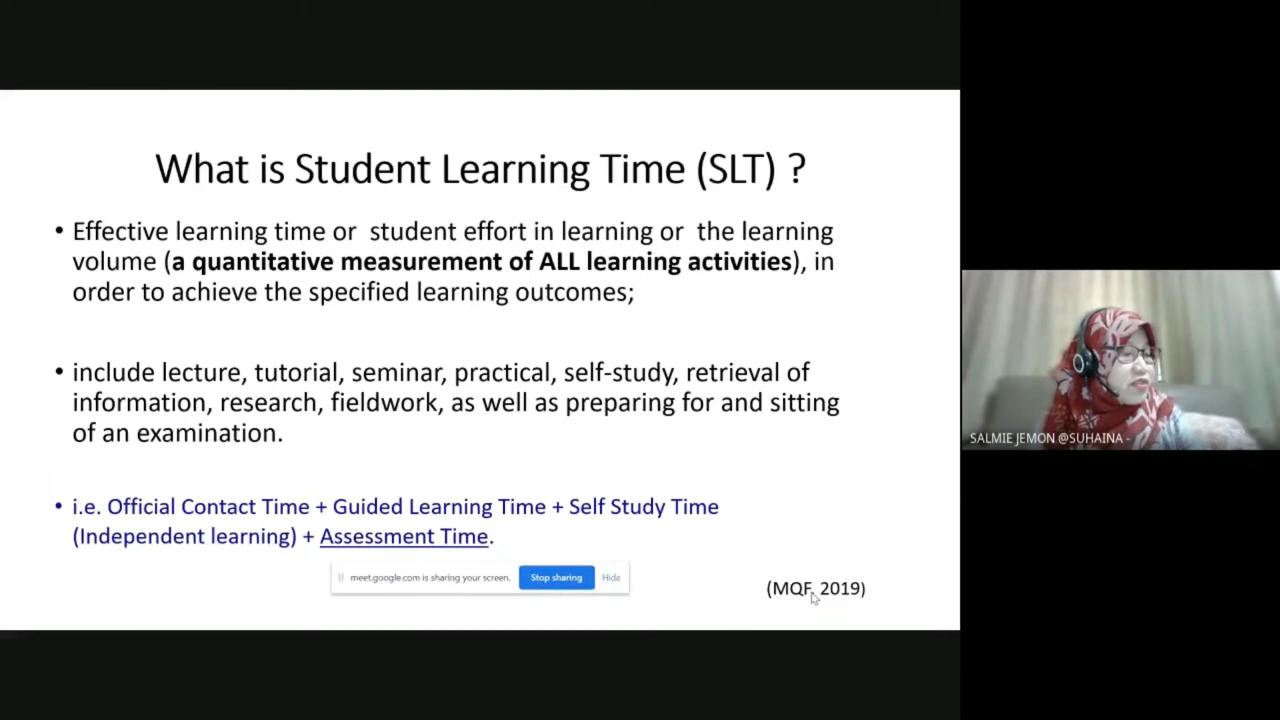 What is Student Learning Time (SLT) ?
• Effective learning time or student effort in learning or the learning
volume (a quantitative measurement of ALL learning activities), in
order to achieve the specified learning outcomes;
• include lecture, tutorial, seminar, practical, self-study, retrieval of
information, research, fieldwork, as well as preparing for and sitting
of an examination.
• i.e. Official Contact Time + Guided Learning Time + Self Study Time
(Independent learning) + Assessment Time.
meet.google.com is sharing your screen. Stop sharing Hide
(MQF, 2019)
SALMIE JEMON @SUHAINA -